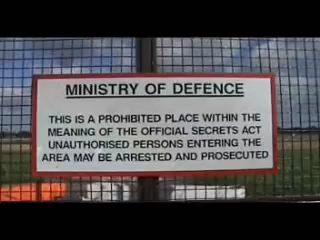 MINISTRY OF DEFENCE
THIS IS A PROHIBITED PLACE WITHIN THE
MEANING OF THE OFFICIAL SECRETS ACT
UNAUTHORISED PERSONS ENTERING THE
AREA MAY BE ARRESTED AND PROSECUTED